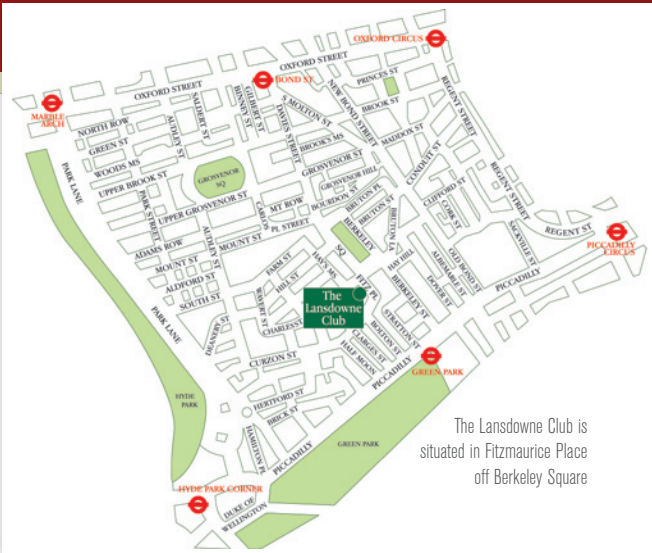 OXFORD CIRCUS
OXFORD STREET
BOND ST
PRINCES ST
OXFORD STREET
MARBLE
ARCH
GILBERT ST
BINNEY ST
S MOLTON ST
NEW BOND STREET
BROOK ST
REGENT STREET
NORTH ROW
GREEN ST
WOODS MS
UPPER BROOK ST
AUDLEY ST
SALDERT ST
DAVIES STREET
BROOK'S MS
GROSVENOR ST
MADDOX ST
CONDUIT ST
GROSVENOR
SQ
GROSVENOR HILL
BOURDON ST
PARK LANE
PARK STREET
UPPER GROSVENOR ST
CARLOS
PL STREET
MT ROW
BRUTON PL
BRUTON ST
BRUTON LA
CLIFFORD ST
CORK ST
REGENT STREET
SACKVILLE ST
REGENT ST
PICCADILLY
CIRCUS
ADAMS ROW
MOUNT ST
AUDLEY ST
MOUNT ST
ALDFORD ST
SOUTH ST
BERKELEY
SQ
HAY HILL
OLD BOND ST
ALBEMARLE ST
DOVER ST
PICCADILLY
FARM ST
HILL ST
HAY'S MS
FITZ PL
BERKELEY ST
STRATTON ST
BOLTON ST
CLARGES ST
HALF MOON
The
Lansdowne
Club
WAVERT ST
CHARLES ST
DEANERY ST
PARK LANE
CURZON ST
PICCADILLY
GREEN PARK
HYDE
PARK
HERTFORD ST
BRICK ST
HAMILTON PL
PICCADILLY
GREEN PARK
The Lansdowne Club is
situated in Fitzmaurice Place
off Berkeley Square
HYDE PARK CORNER
DUKE OF
WELLINGTON